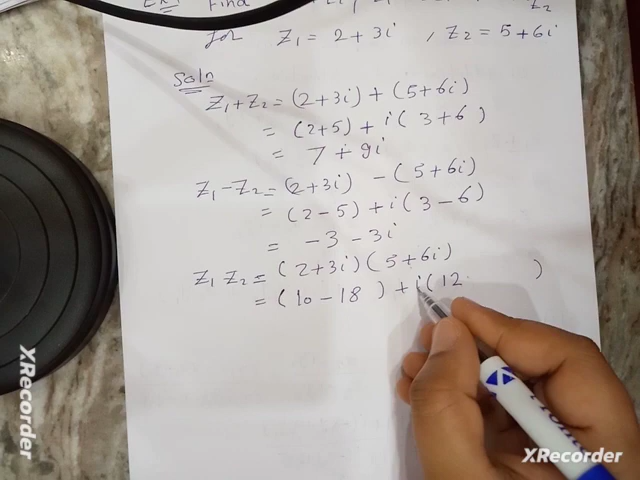 Find
Z2
for Z1 = 2 + 3i , Z2 = 5 + 6i
Soln
Z1 + Z2 = (2+3i) + (5+6i)
= (2+5) + i( 3+6 )
= 7 + 9i
Z1 - Z2 = (2+3i) - (5+6i)
= (2-5) + i(3-6)
= -3 - 3i
Z1 Z2 = (2+3i)(5+6i)
= (10-18) + i(12 )
XRecorder
XRecorder